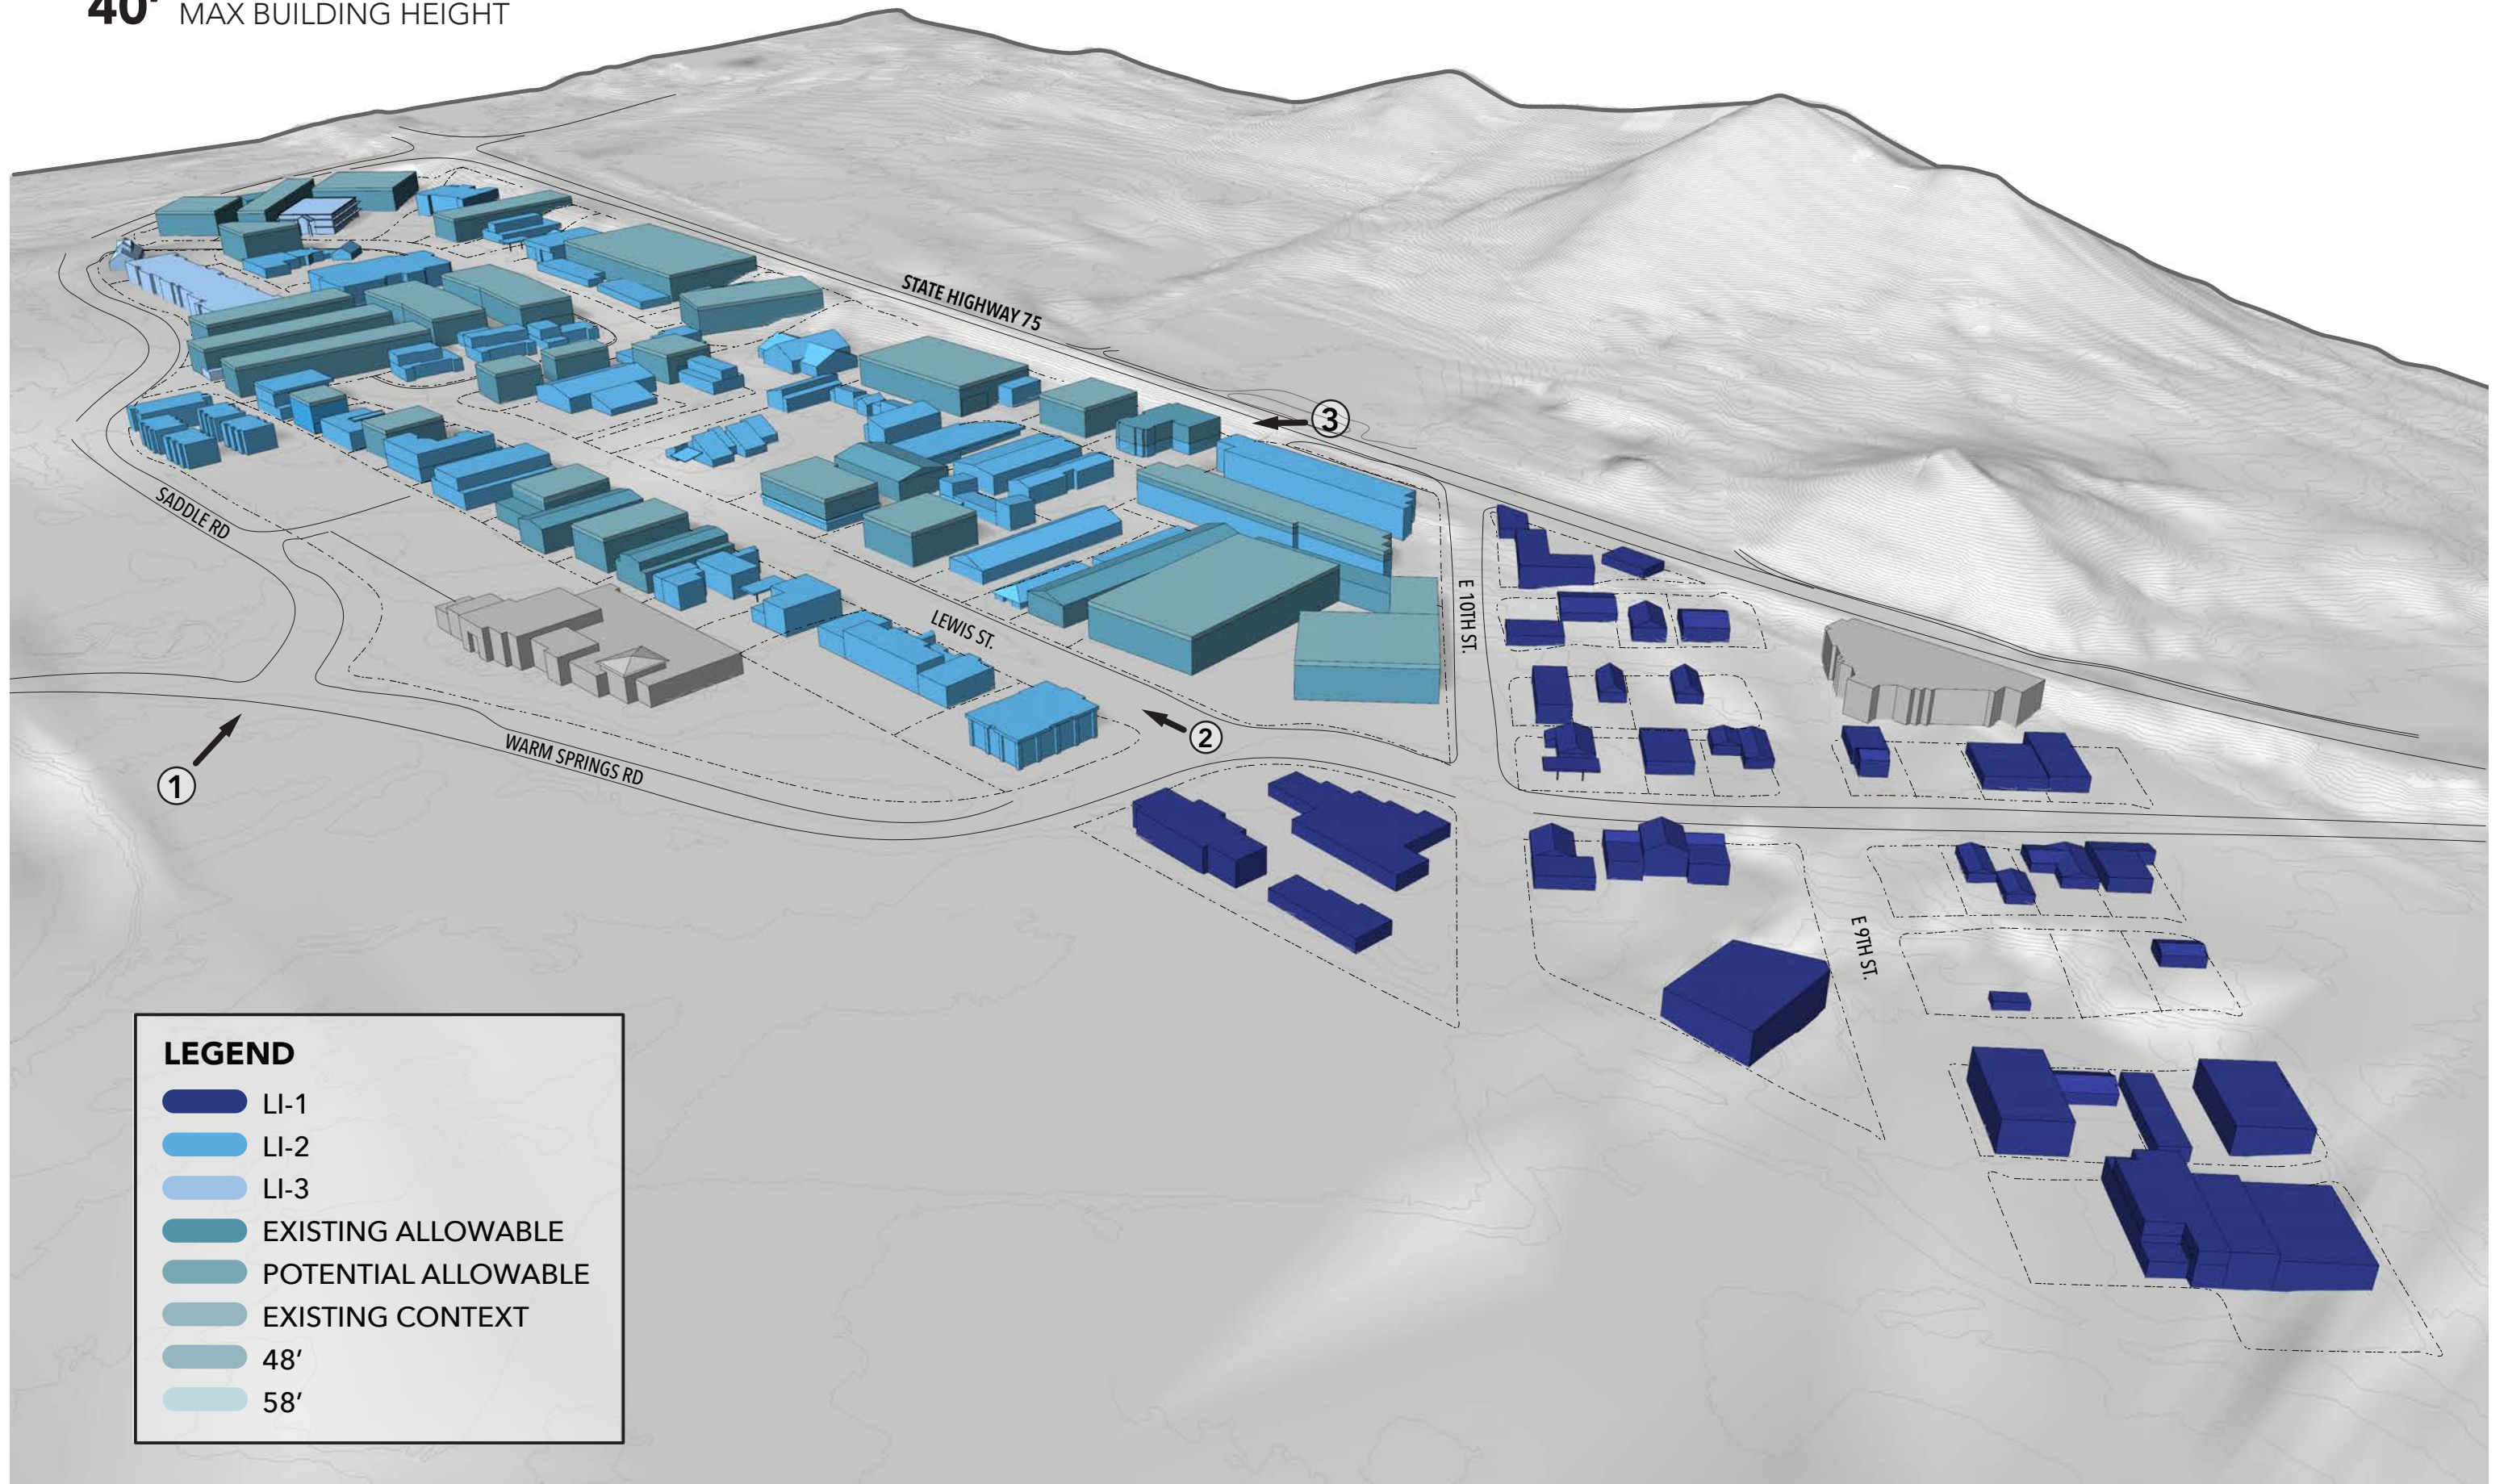 40' MAX BUILDING HEIGHT
STATE HIGHWAY 75
3
SADDLE RD
E 10TH ST.
LEWIS ST.
2
WARM SPRINGS RD
1
E 9TH ST.
LEGEND
LI-1
LI-2
LI-3
EXISTING ALLOWABLE
POTENTIAL ALLOWABLE
EXISTING CONTEXT
48'
58'